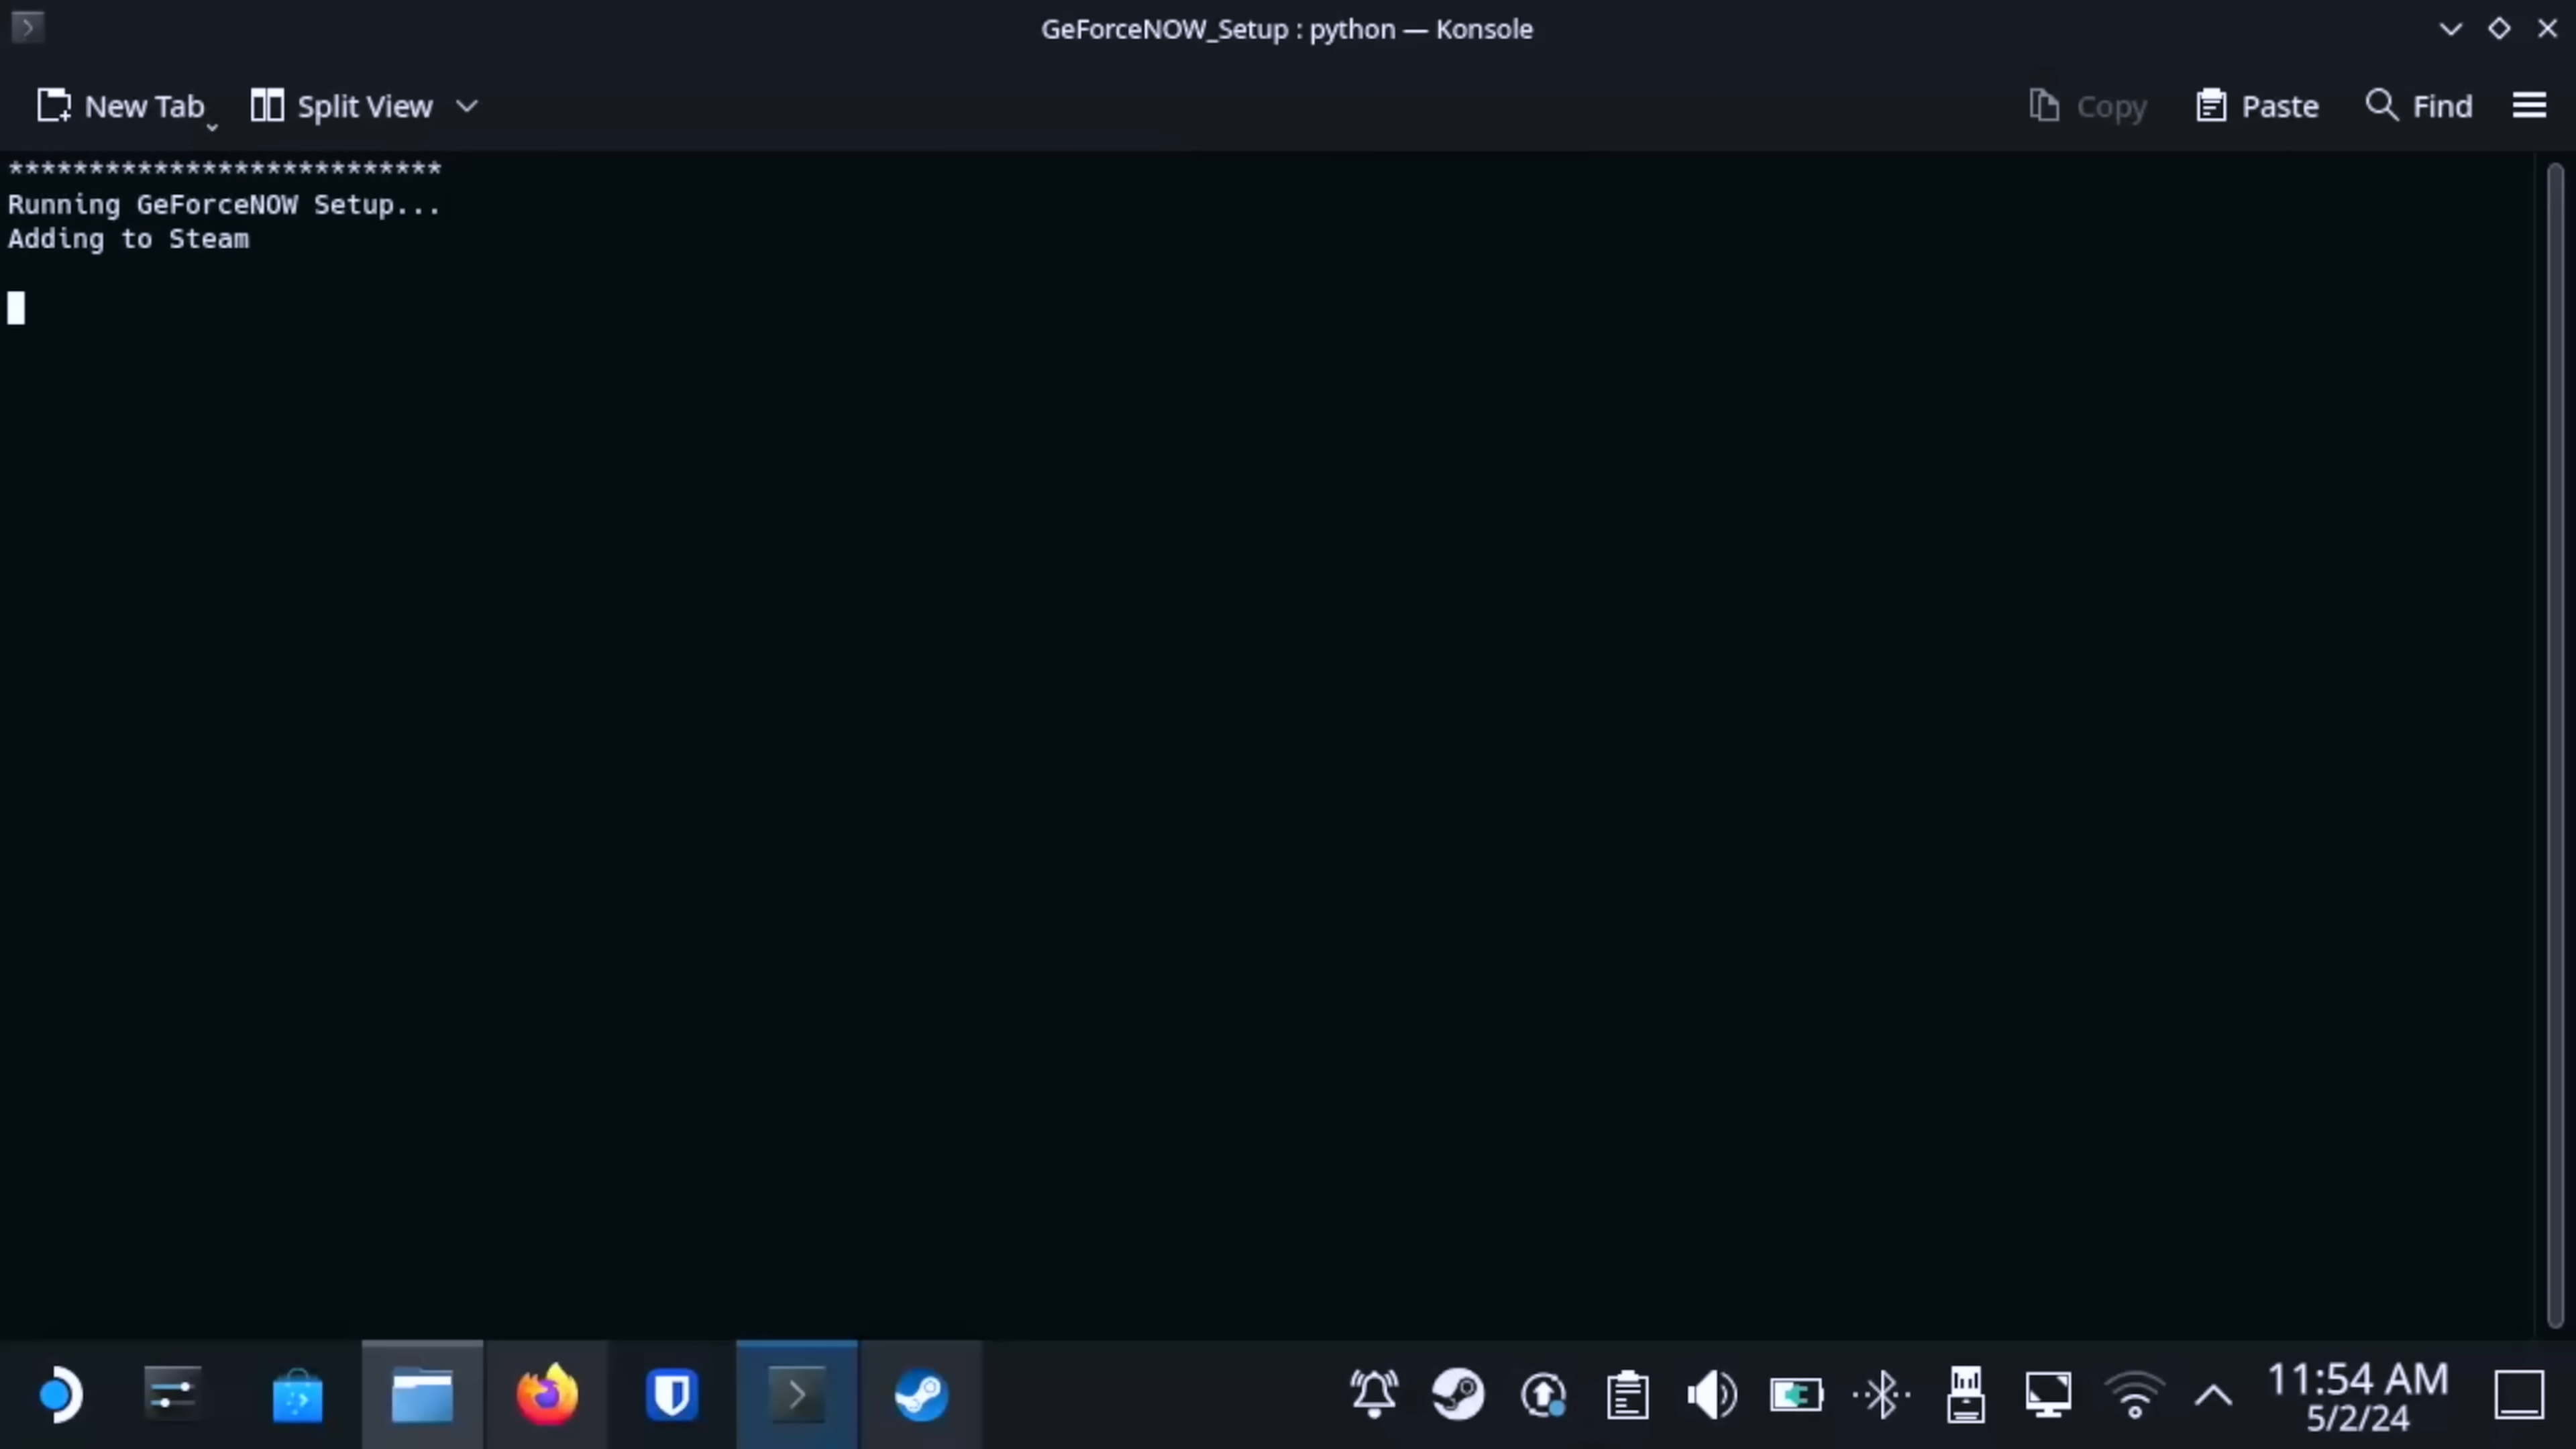 GeForceNOW_Setup : python — Konsole
New Tab
Split View
Copy
Paste
Find
***************************
Running GeForceNOW Setup...
Adding to Steam
11:54 AM
5/2/24